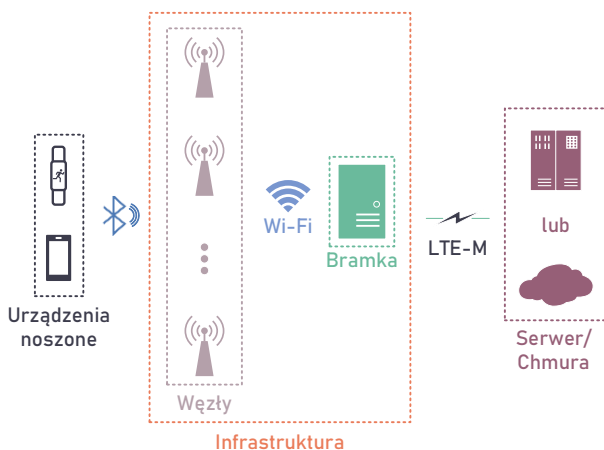 Urządzenia
noszone
Węzły
Wi-Fi
Bramka
Infrastruktura
LTE-M
lub
Serwer/
Chmura